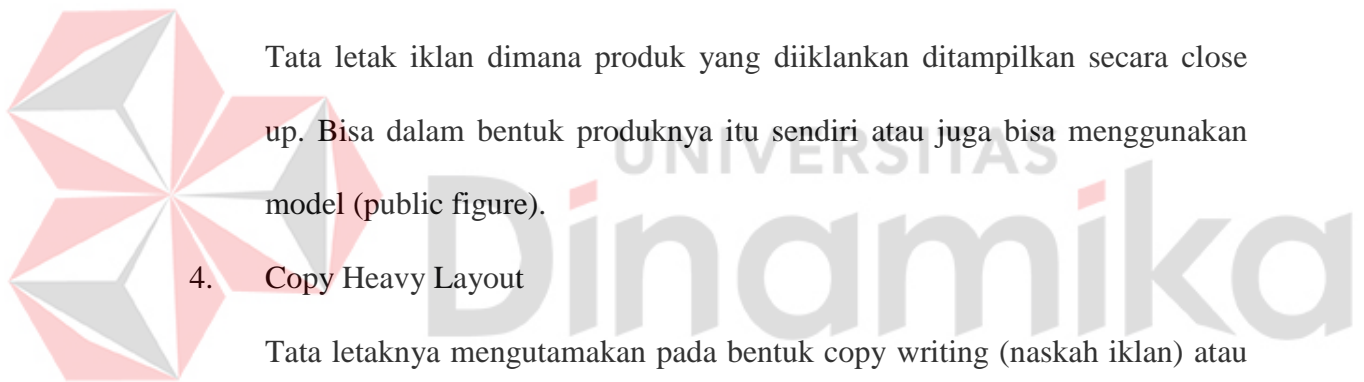 Tata letak iklan dimana produk yang diiklankan ditampilkan secara close
up. Bisa dalam bentuk produknya itu sendiri atau juga bisa menggunakan
UNIVERSITAS
model (public figure).
Dinamika
4. Copy Heavy Layout
Tata letaknya mengutamakan pada bentuk copy writing (naskah iklan) atau